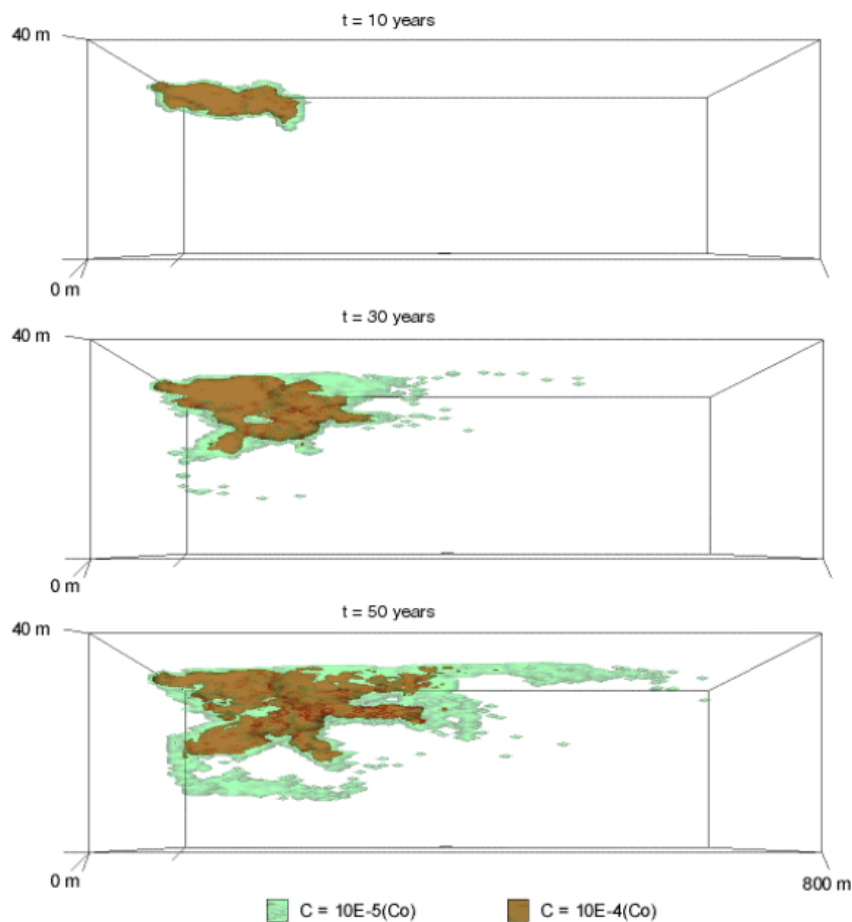 t = 10 years
40 m
0 m
t = 30 years
40 m
0 m
t = 50 years
40 m
0 m
800 m
C = 10E-5(Co)
C = 10E-4(Co)